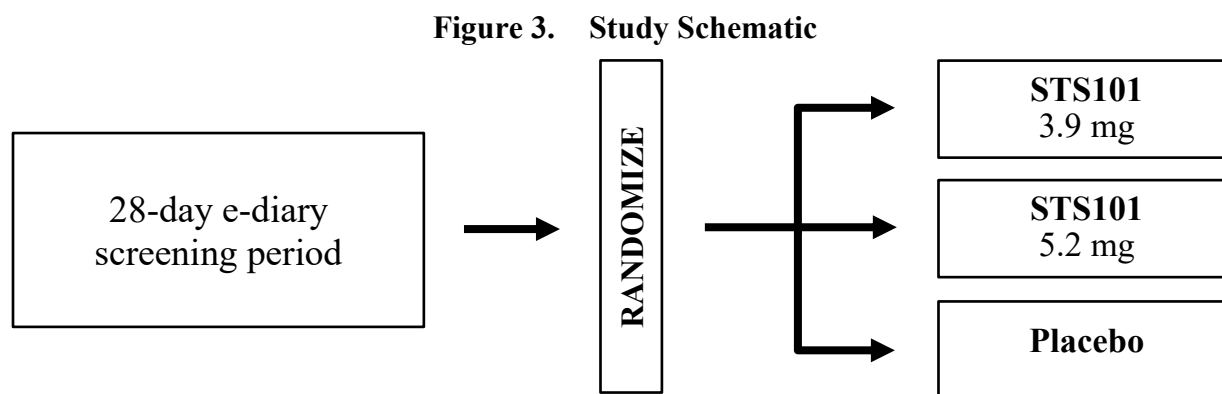 Figure 3. Study Schematic
28-day e-diary
screening period
RANDOMIZE
STS101
3.9 mg
STS101
5.2 mg
Placebo